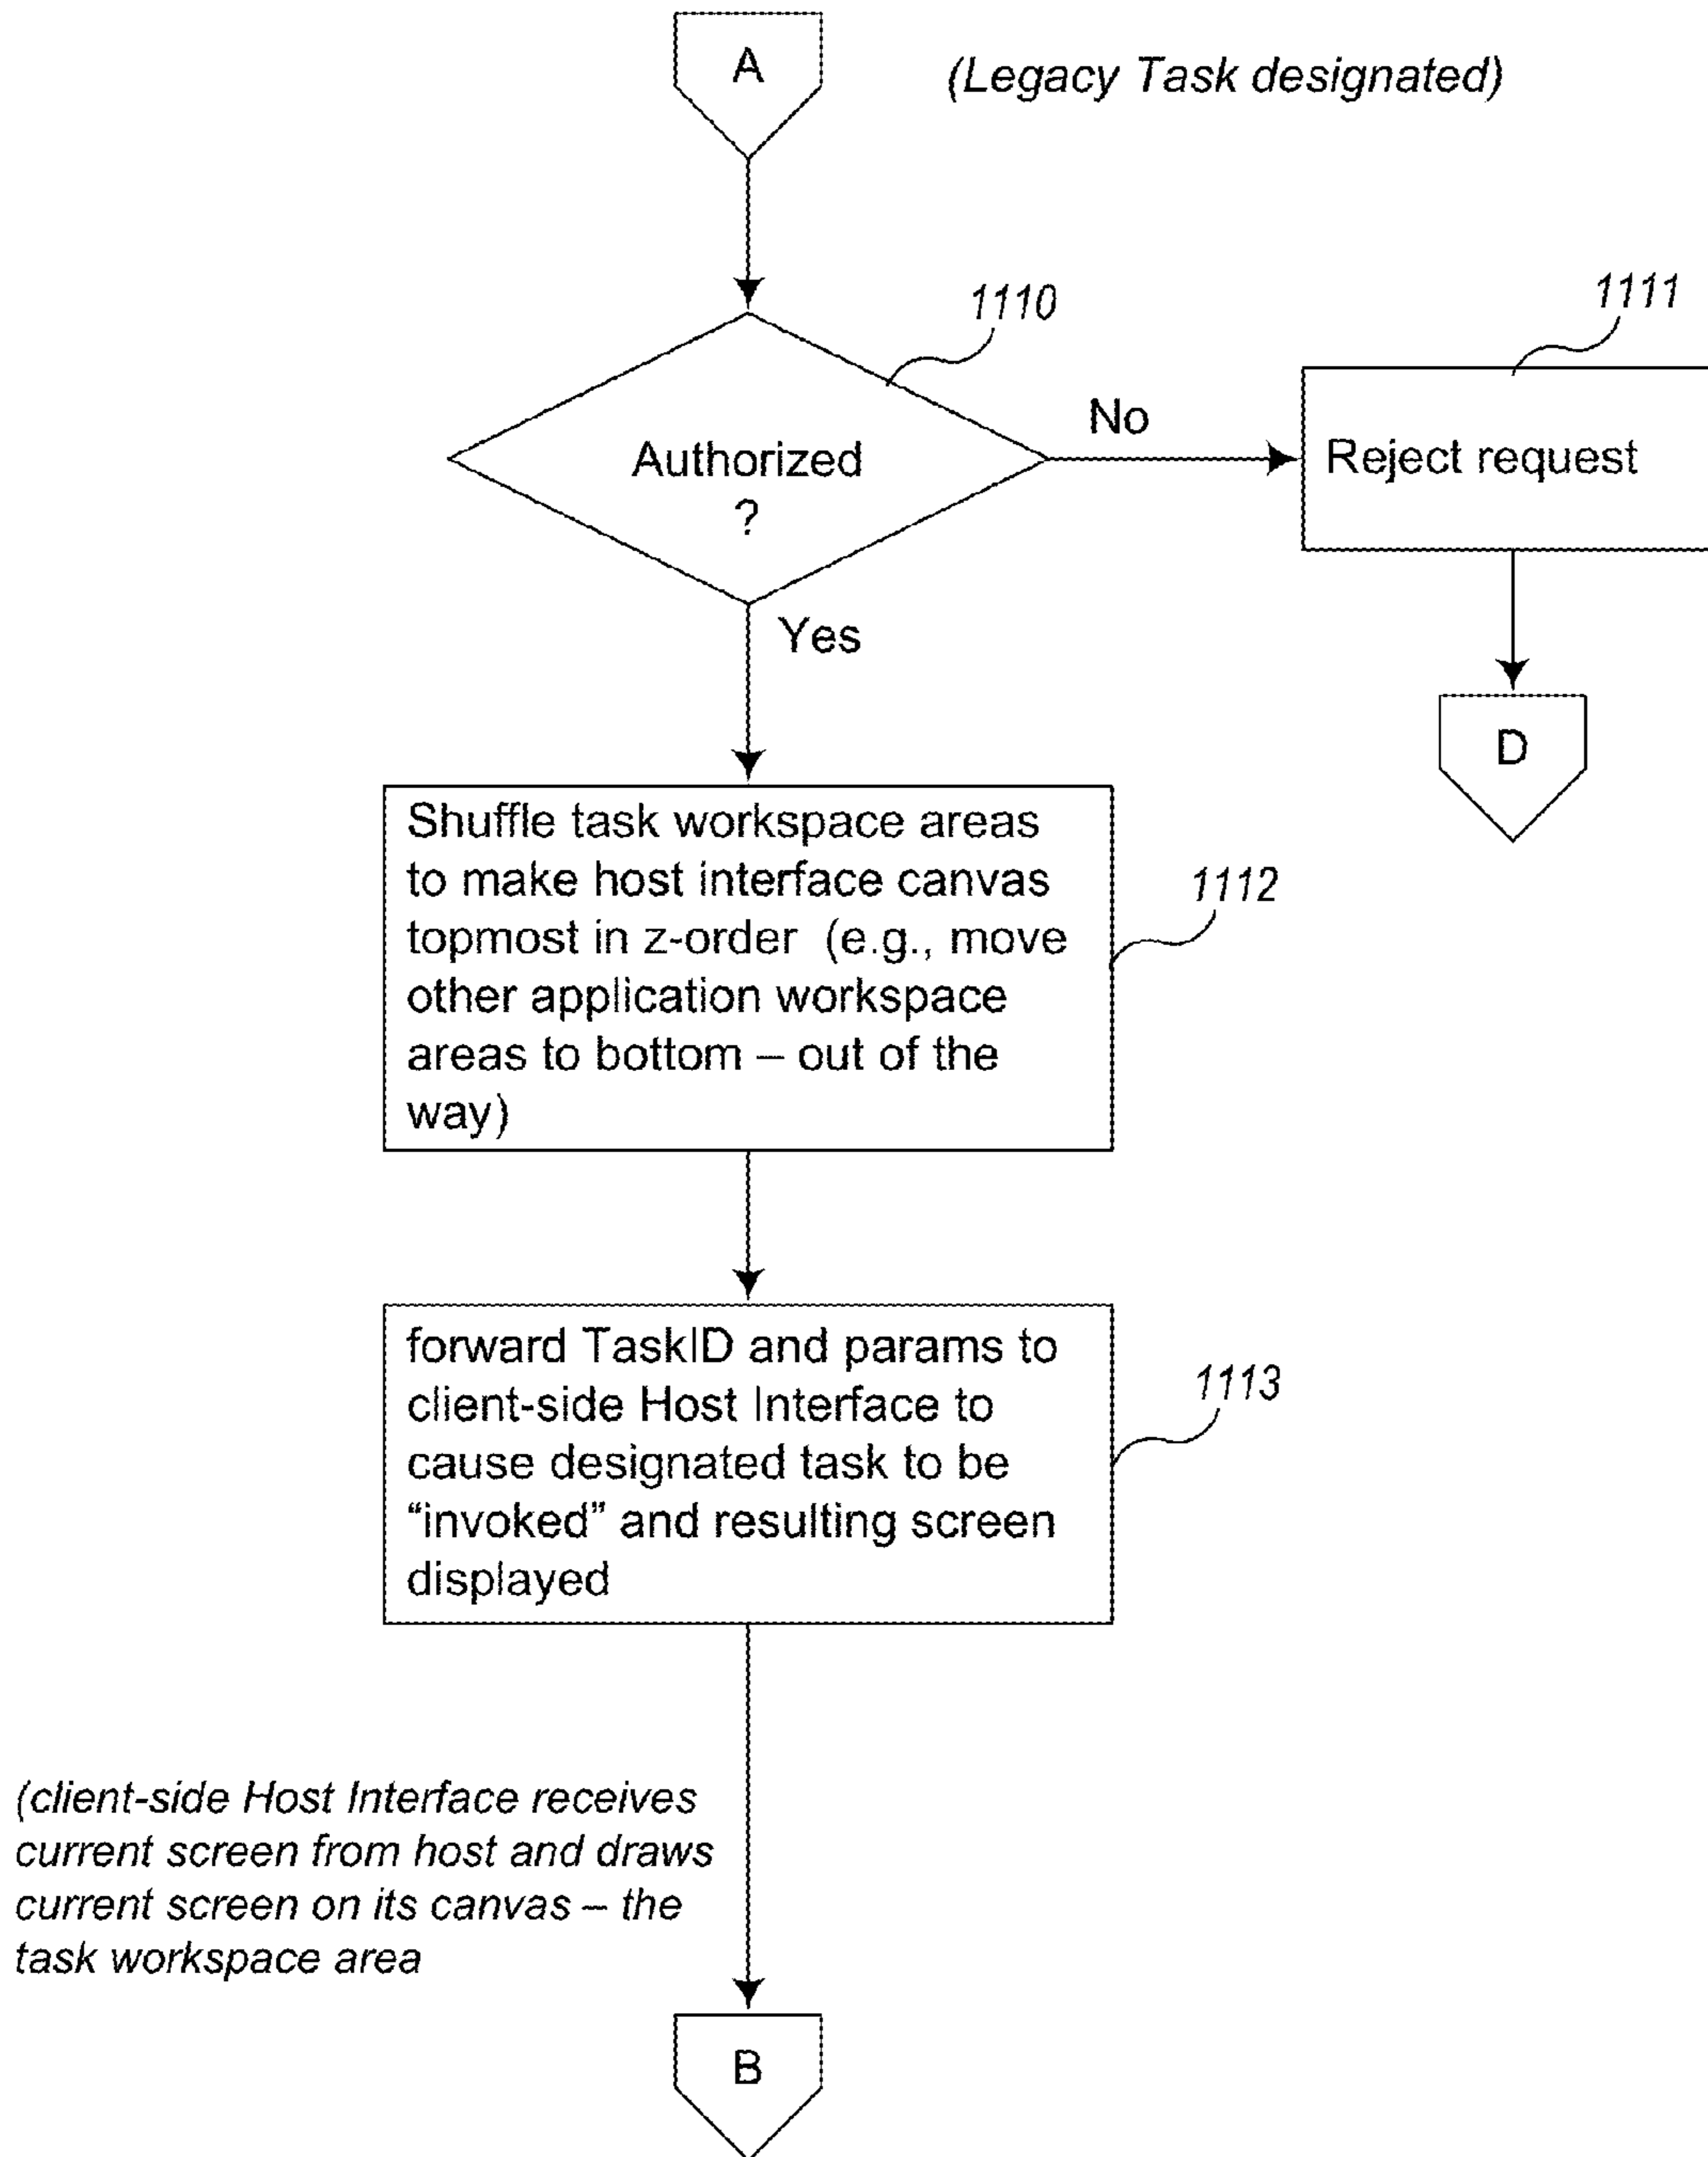 A
(Legacy Task designated)
1110
1111
Authorized
?
No
Reject request
Yes
D
Shuffle task workspace areas
to make host interface canvas
topmost in z-order (e.g., move
other application workspace
areas to bottom – out of the
way)
1112
forward TaskID and params to
client-side Host Interface to
cause designated task to be
“invoked” and resulting screen
displayed
1113
(client-side Host Interface receives
current screen from host and draws
current screen on its canvas – the
task workspace area
B